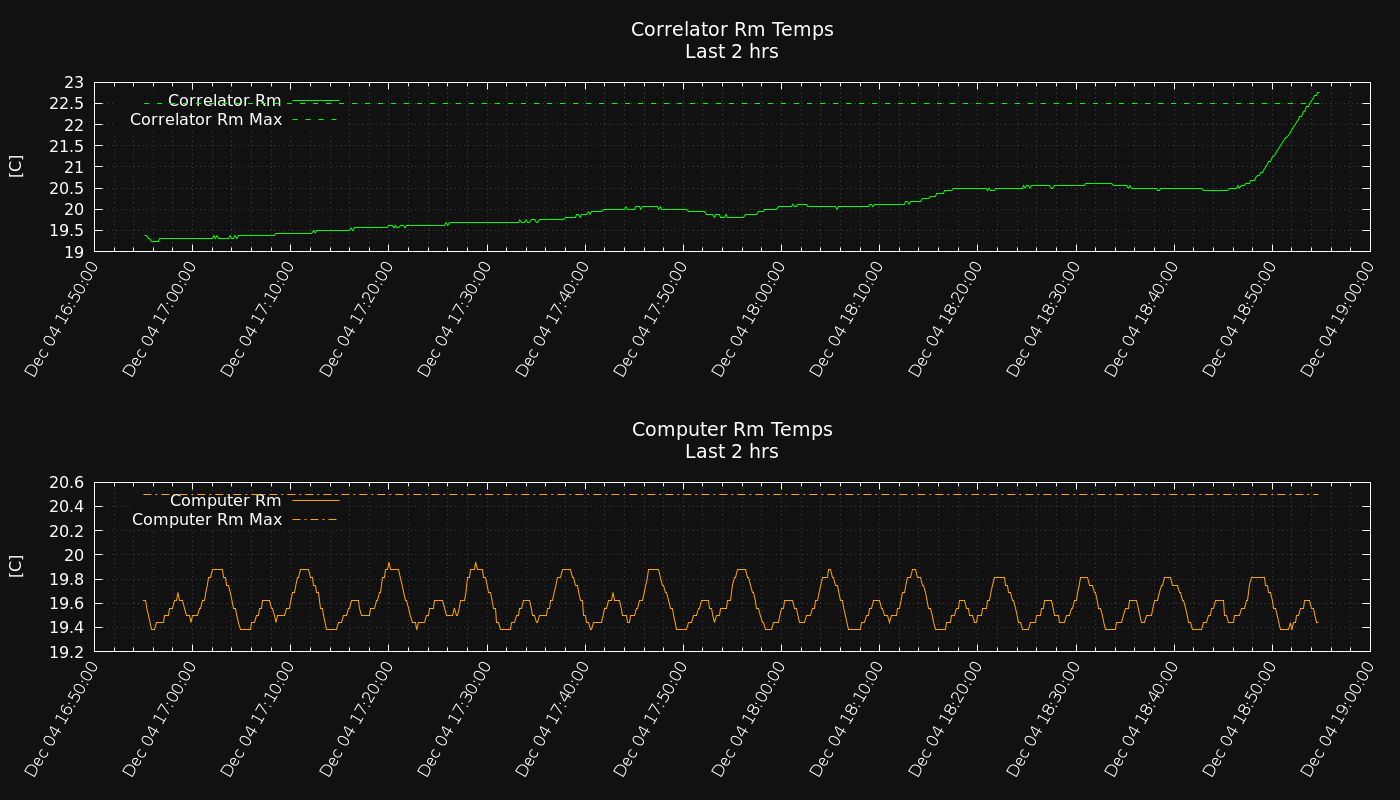 Correlator Rm Temps
Last 2 hrs
23
22.5
22
21.5
21
20.5
20
19.5
19
[C]
Correlator Rm
Correlator Rm Max
Dec 04 16:50:00
Dec 04 17:00:00
Dec 04 17:10:00
Dec 04 17:20:00
Dec 04 17:30:00
Dec 04 17:40:00
Dec 04 17:50:00
Dec 04 18:00:00
Dec 04 18:10:00
Dec 04 18:20:00
Dec 04 18:30:00
Dec 04 18:40:00
Dec 04 18:50:00
Dec 04 19:00:00
Computer Rm Temps
Last 2 hrs
20.6
20.4
20.2
20
19.8
19.6
19.4
19.2
[C]
Computer Rm
Computer Rm Max
Dec 04 16:50:00
Dec 04 17:00:00
Dec 04 17:10:00
Dec 04 17:20:00
Dec 04 17:30:00
Dec 04 17:40:00
Dec 04 17:50:00
Dec 04 18:00:00
Dec 04 18:10:00
Dec 04 18:20:00
Dec 04 18:30:00
Dec 04 18:40:00
Dec 04 18:50:00
Dec 04 19:00:00